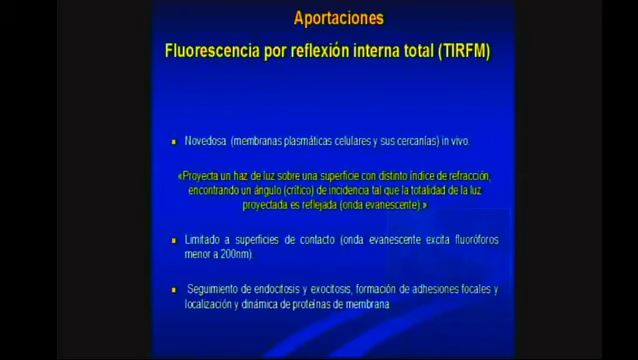 Aportaciones
Fluorescencia por reflexión interna total (TIRFM)
Novedosa (membranas plasmáticas celulares y sus cercanías) in vivo.
«Proyecta un haz de luz sobre una superficie con distinto índice de refracción,
encontrando un ángulo (crítico) de incidencia tal que la totalidad de la luz
proyectada es reflejada (onda evanescente) »
Limitado a superficies de contacto (onda evanescente excita fluoróforos
menor a 200nm).
Seguimiento de endocitosis y exocitosis, formación de adhesiones focales y
localización y dinámica de proteínas de membrana.